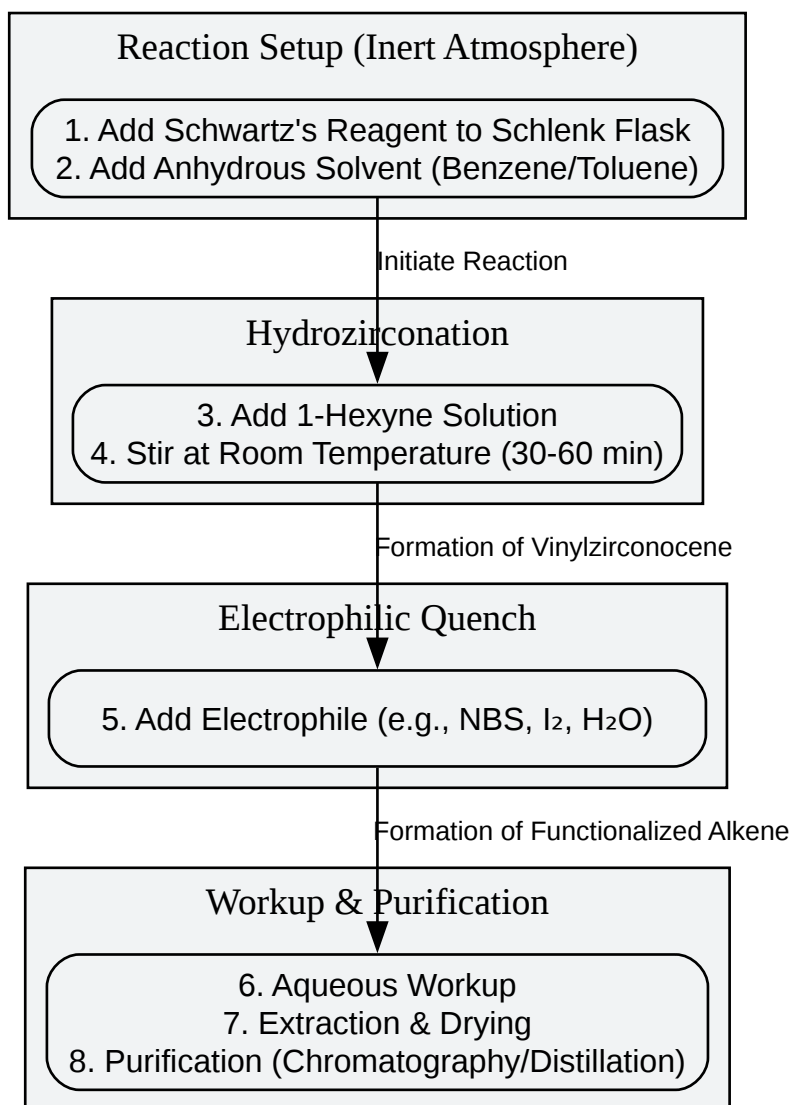 Reaction Setup (Inert Atmosphere)
1. Add Schwartz's Reagent to Schlenk Flask
2. Add Anhydrous Solvent (Benzene/Toluene)
Initiate Reaction
Hydrozirconation
3. Add 1-Hexyne Solution
4. Stir at Room Temperature (30-60 min)
Formation of Vinylzirconocene
Electrophilic Quench
5. Add Electrophile (e.g., NBS, I₂, H₂O)
Formation of Functionalized Alkene
Workup & Purification
6. Aqueous Workup
7. Extraction & Drying
8. Purification (Chromatography/Distillation)